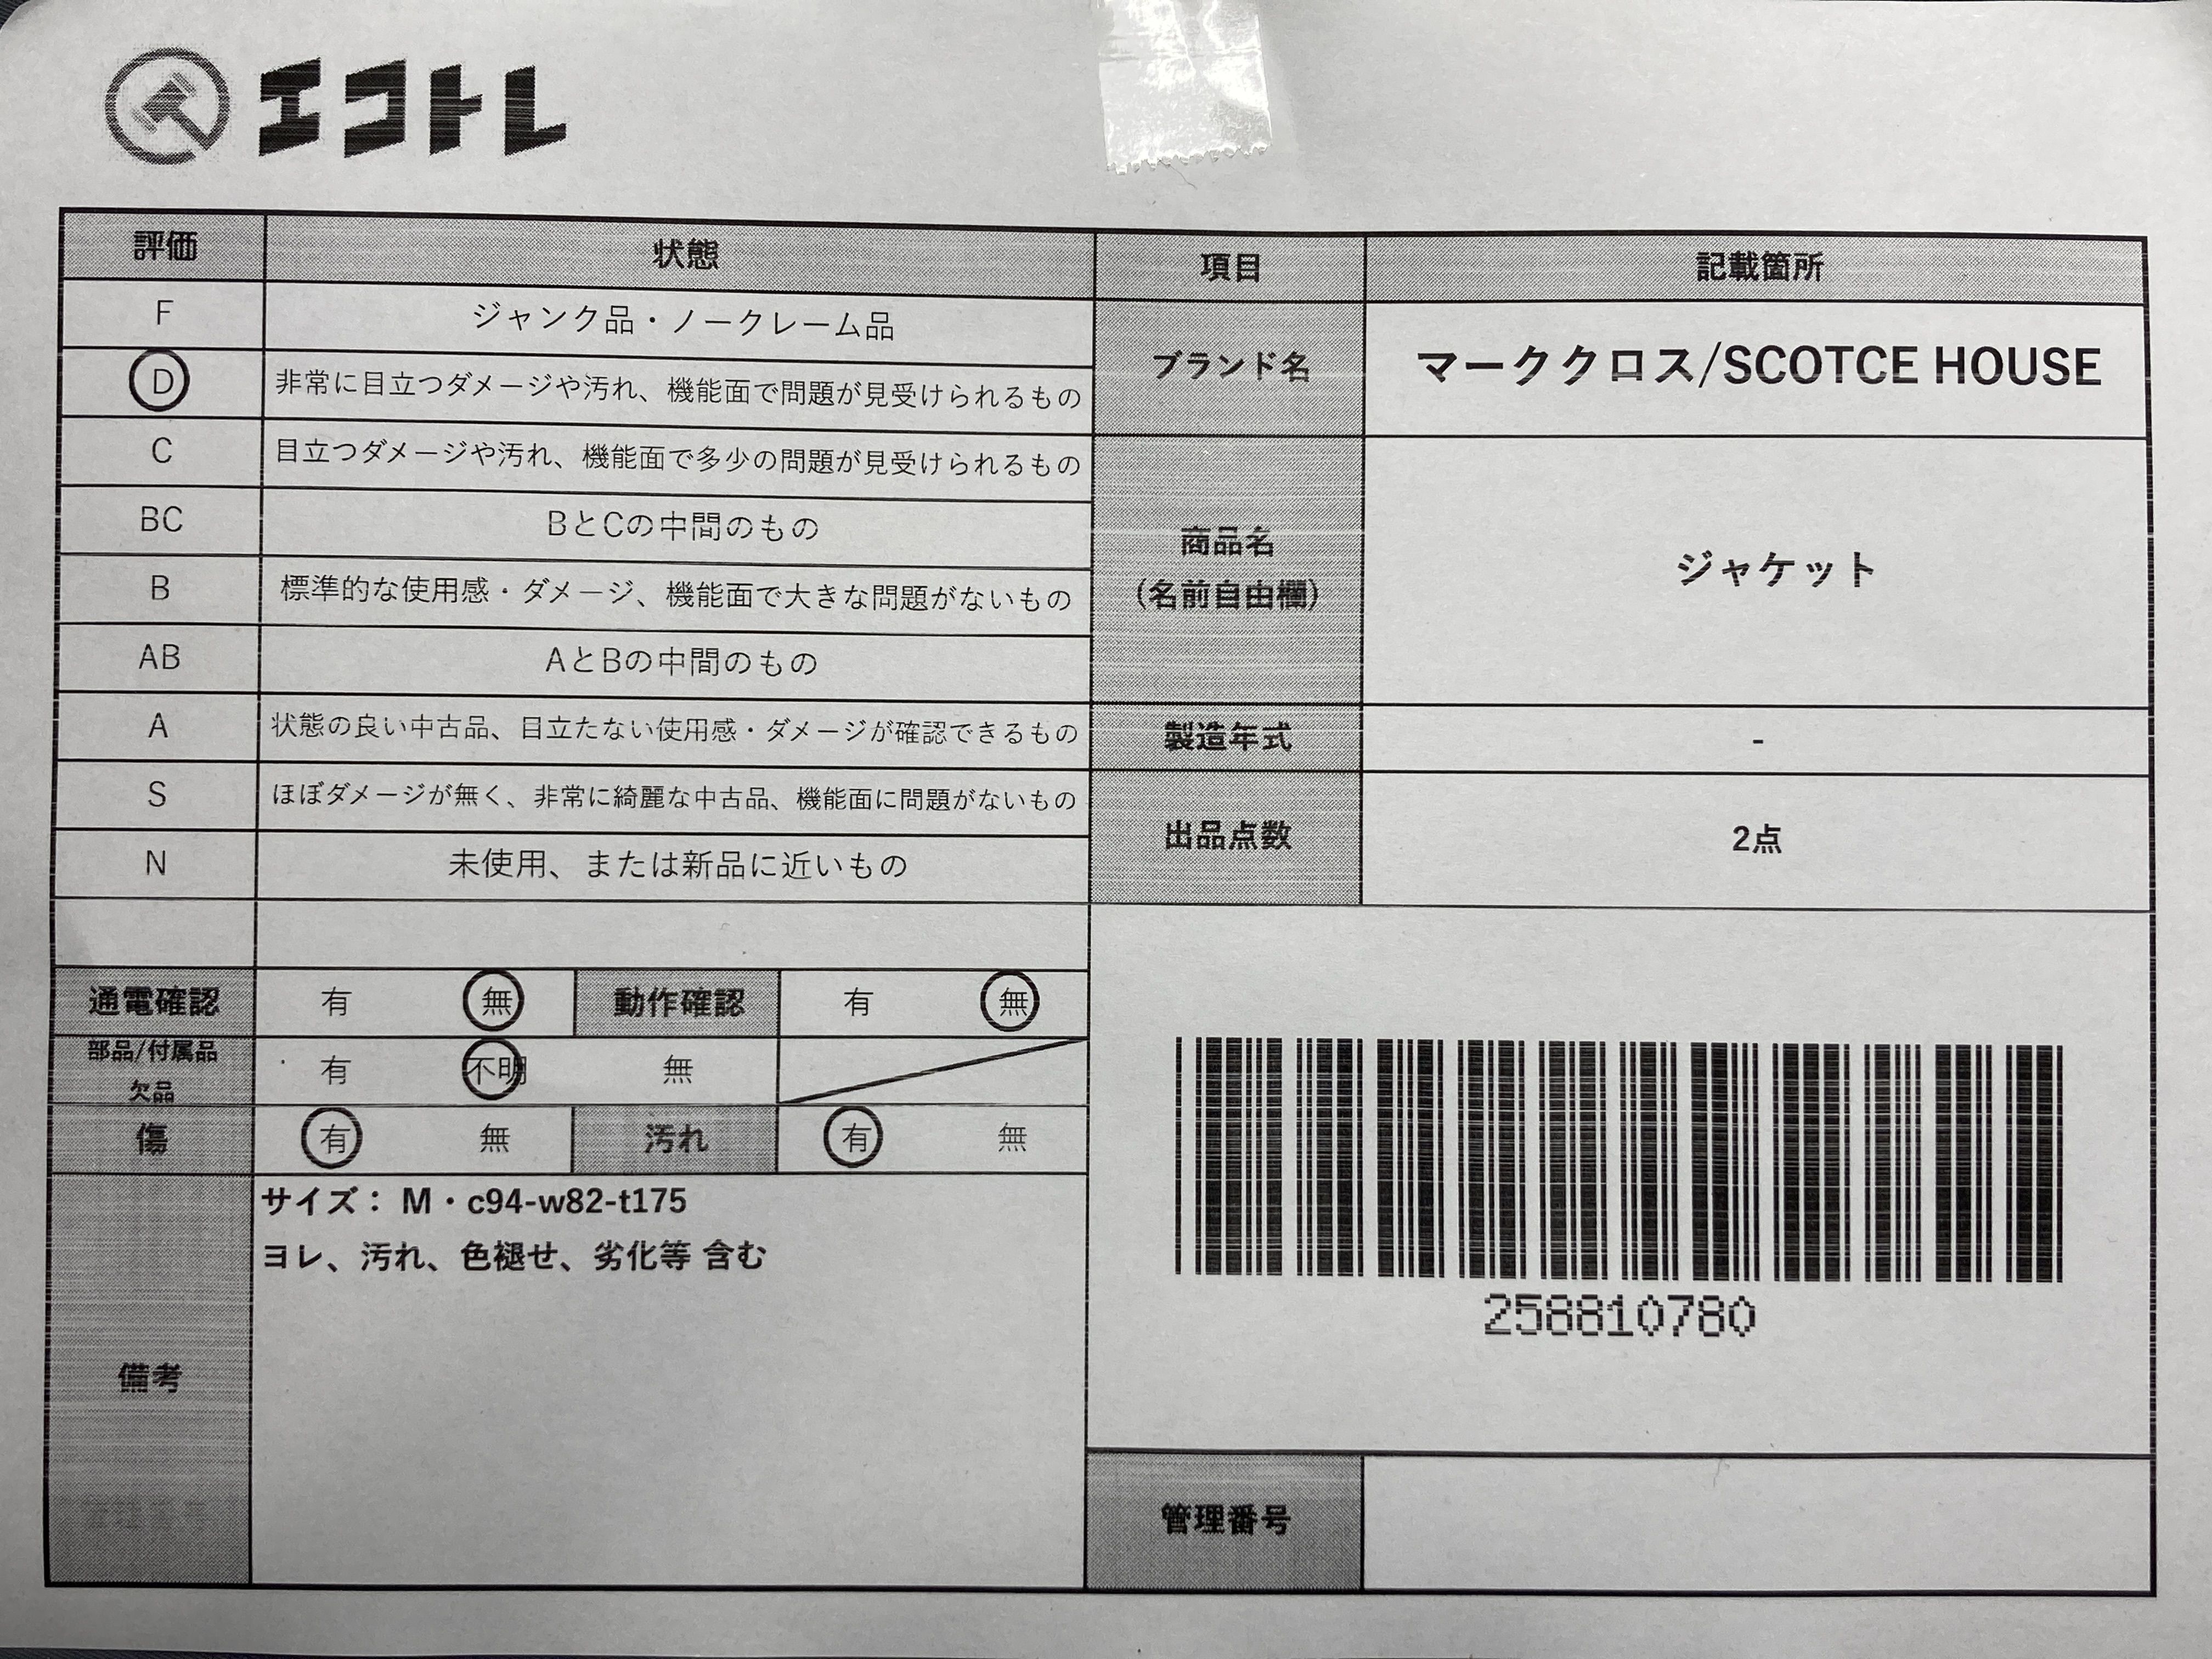 エコトレ
評価 状態 項目 記載箇所
F ジャンク品・ノークレーム品
D 非常に目立つダメージや汚れ、機能面で問題が見受けられるもの
ブランド名 マーククロス/SCOTCE HOUSE
C 目立つダメージや汚れ、機能面で多少の問題が見受けられるもの
BC BとCの中間のもの
商品名
(名前自由欄)
ジャケット
B 標準的な使用感・ダメージ、機能面で大きな問題がないもの
AB AとBの中間のもの
A 状態の良い中古品、目立たない使用感・ダメージが確認できるもの
製造年式 -
S ほぼダメージが無く、非常に綺麗な中古品、機能面に問題がないもの
出品点数 2点
N 未使用、または新品に近いもの
通電確認 有 無 動作確認 有 無
部品/付属品
欠品
有 不明 無
傷 有 無 汚れ 有 無
備考
サイズ： M・c94-w82-t175
ヨレ、汚れ、色褪せ、劣化等 含む
258810780
管理番号
管理番号